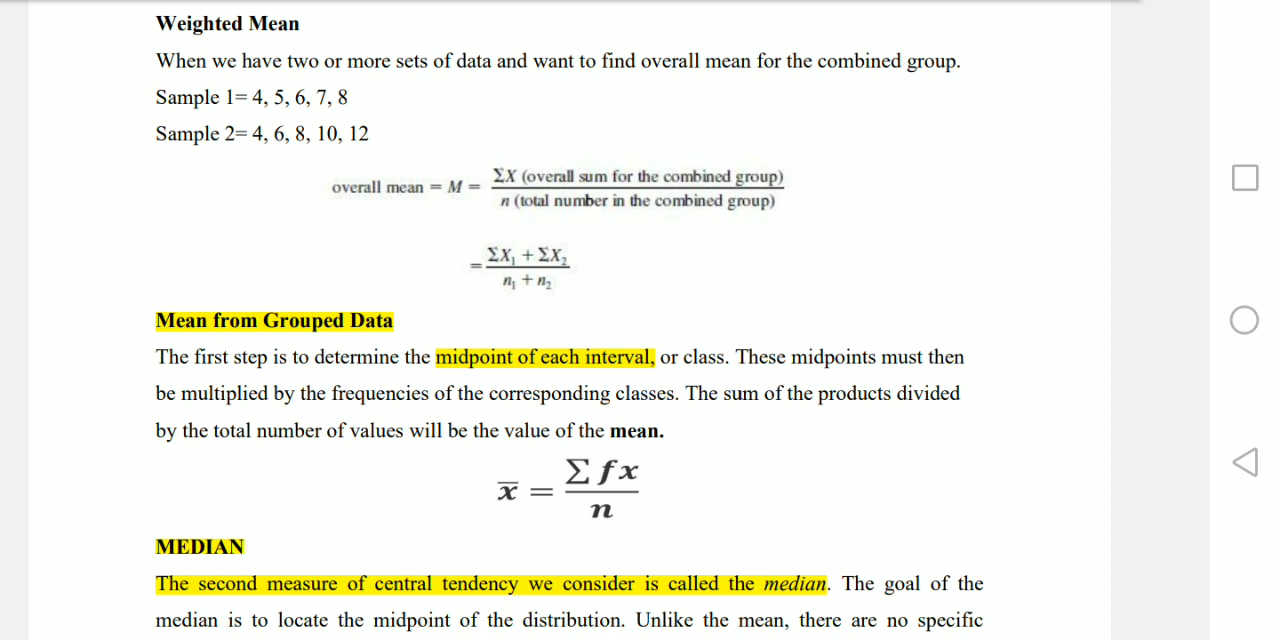 Weighted Mean
When we have two or more sets of data and want to find overall mean for the combined group.
Sample 1= 4, 5, 6, 7, 8
Sample 2= 4, 6, 8, 10, 12
overall mean = M = ΣX (overall sum for the combined group) / n (total number in the combined group)
= ΣX₁ + ΣX₂ / n₁ + n₂
Mean from Grouped Data
The first step is to determine the midpoint of each interval, or class. These midpoints must then
be multiplied by the frequencies of the corresponding classes. The sum of the products divided
by the total number of values will be the value of the mean.
x̅ = Σ fx / n
MEDIAN
The second measure of central tendency we consider is called the median. The goal of the
median is to locate the midpoint of the distribution. Unlike the mean, there are no specific